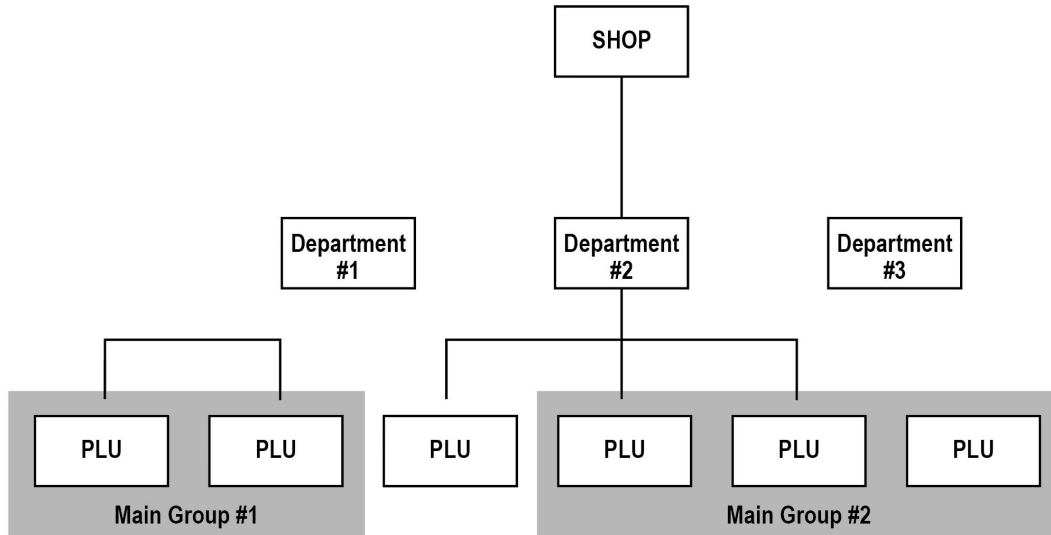 SHOP
Department
#1
Department
#2
Department
#3
PLU
PLU
PLU
PLU
PLU
PLU
Main Group #1
Main Group #2